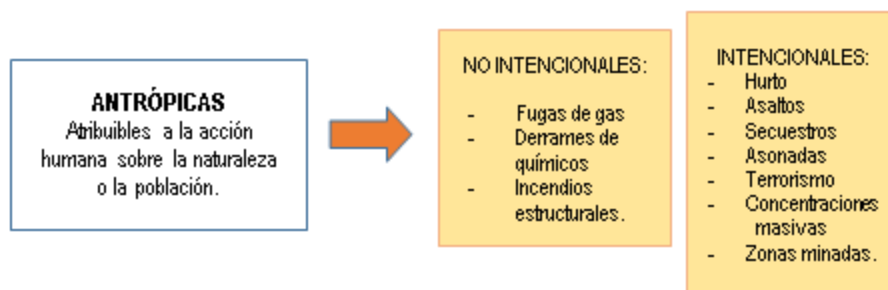 ANTRÓPICAS
Atribuibles a la acción
humana sobre la naturaleza
o la población.
NO INTENCIONALES:
- Fugas de gas
- Derrames de
químicos
- Incendios
estructurales.
INTENCIONALES:
- Hurto
- Asaltos
- Secuestros
- Asonadas
- Terrorismo
- Concentraciones
masivas
- Zonas minadas.